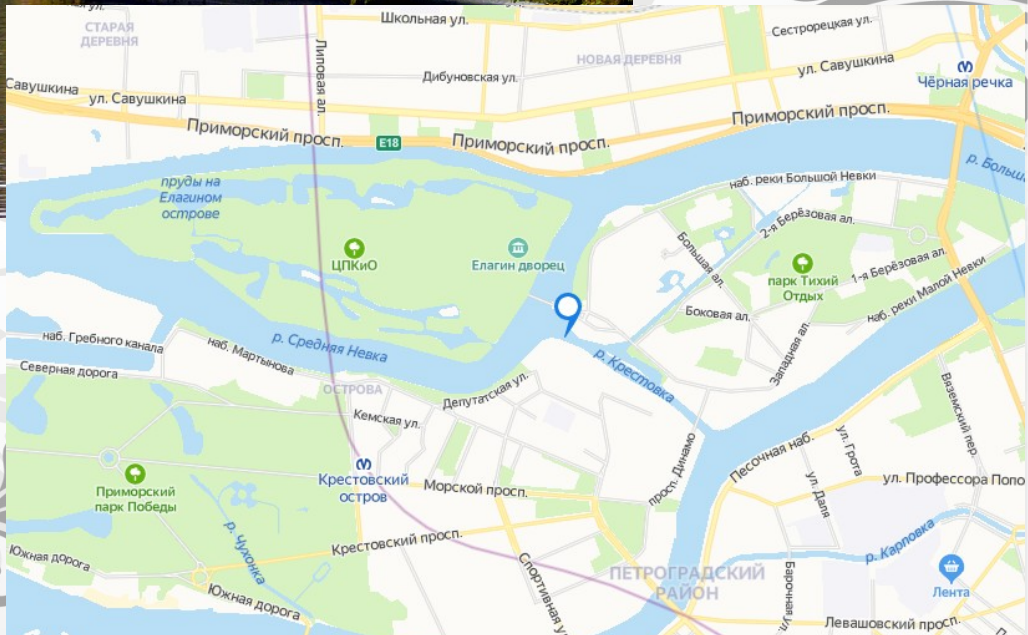 Школьная ул.
Сестрорецкая ул.
СТАРАЯ
ДЕРЕВНЯ
Липовая ал.
НОВАЯ ДЕРЕВНЯ
ул. Савушкина
Чёрная речка
Дибуновская ул.
Савушкина
ул. Савушкина
Приморский просп.
E18
Приморский просп.
Приморский просп.
р. Больша
наб. реки Большой Невки
пруды на
Елагином
острове
2-я Берёзовая ал.
Большая ал.
ЦПКиО
Елагин дворец
парк Тихий
Отдых
1-я Берёзовая ал.
наб. реки Малой Невки
Боковая ал.
Западная ал.
наб. Гребного канала
наб. Мартынова
р. Средняя Невка
р. Крестовка
Северная дорога
ОСТРОВА
Депутатская ул.
Кемская ул.
Вяземский пер.
просп. Динамо
Песочная наб.
ул. Грота
ул. Даля
ул. Профессора Попо
Крестовский
остров
Морской просп.
Приморский
парк Победы
р. Чухонка
Крестовский просп.
р. Карповка
Южная дорога
Южная дорога
Спортивная у
ПЕТРОГРАДСКИЙ
РАЙОН
Барочная ул.
Лента
Левашовский просп.